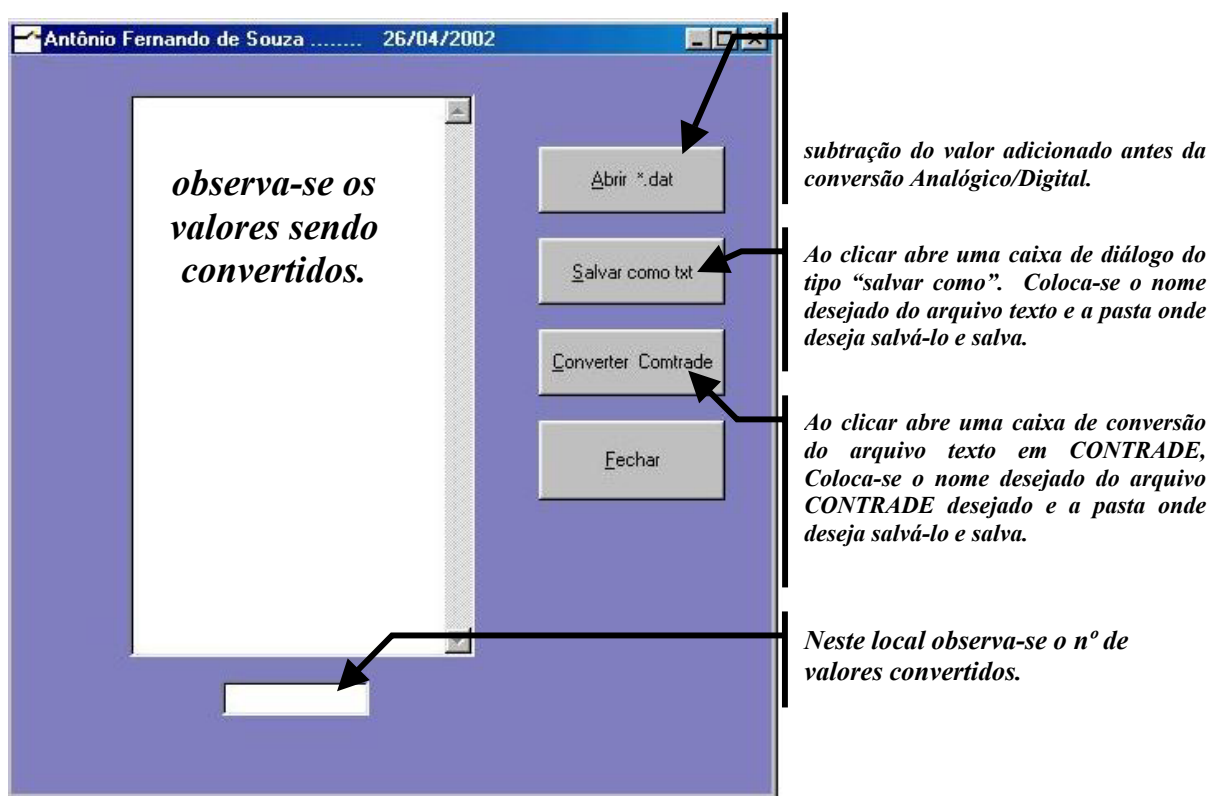 Antônio Fernando de Souza ........ 26/04/2002
observa-se os
valores sendo
convertidos.
Abrir *.dat
Salvar como txt
Converter Comtrade
Fechar
subtração do valor adicionado antes da
conversão Analógico/Digital.
Ao clicar abre uma caixa de diálogo do
tipo “salvar como”. Coloca-se o nome
desejado do arquivo texto e a pasta onde
deseja salvá-lo e salva.
Ao clicar abre uma caixa de conversão
do arquivo texto em CONTRADE,
Coloca-se o nome desejado do arquivo
CONTRADE desejado e a pasta onde
deseja salvá-lo e salva.
Neste local observa-se o nº de
valores convertidos.